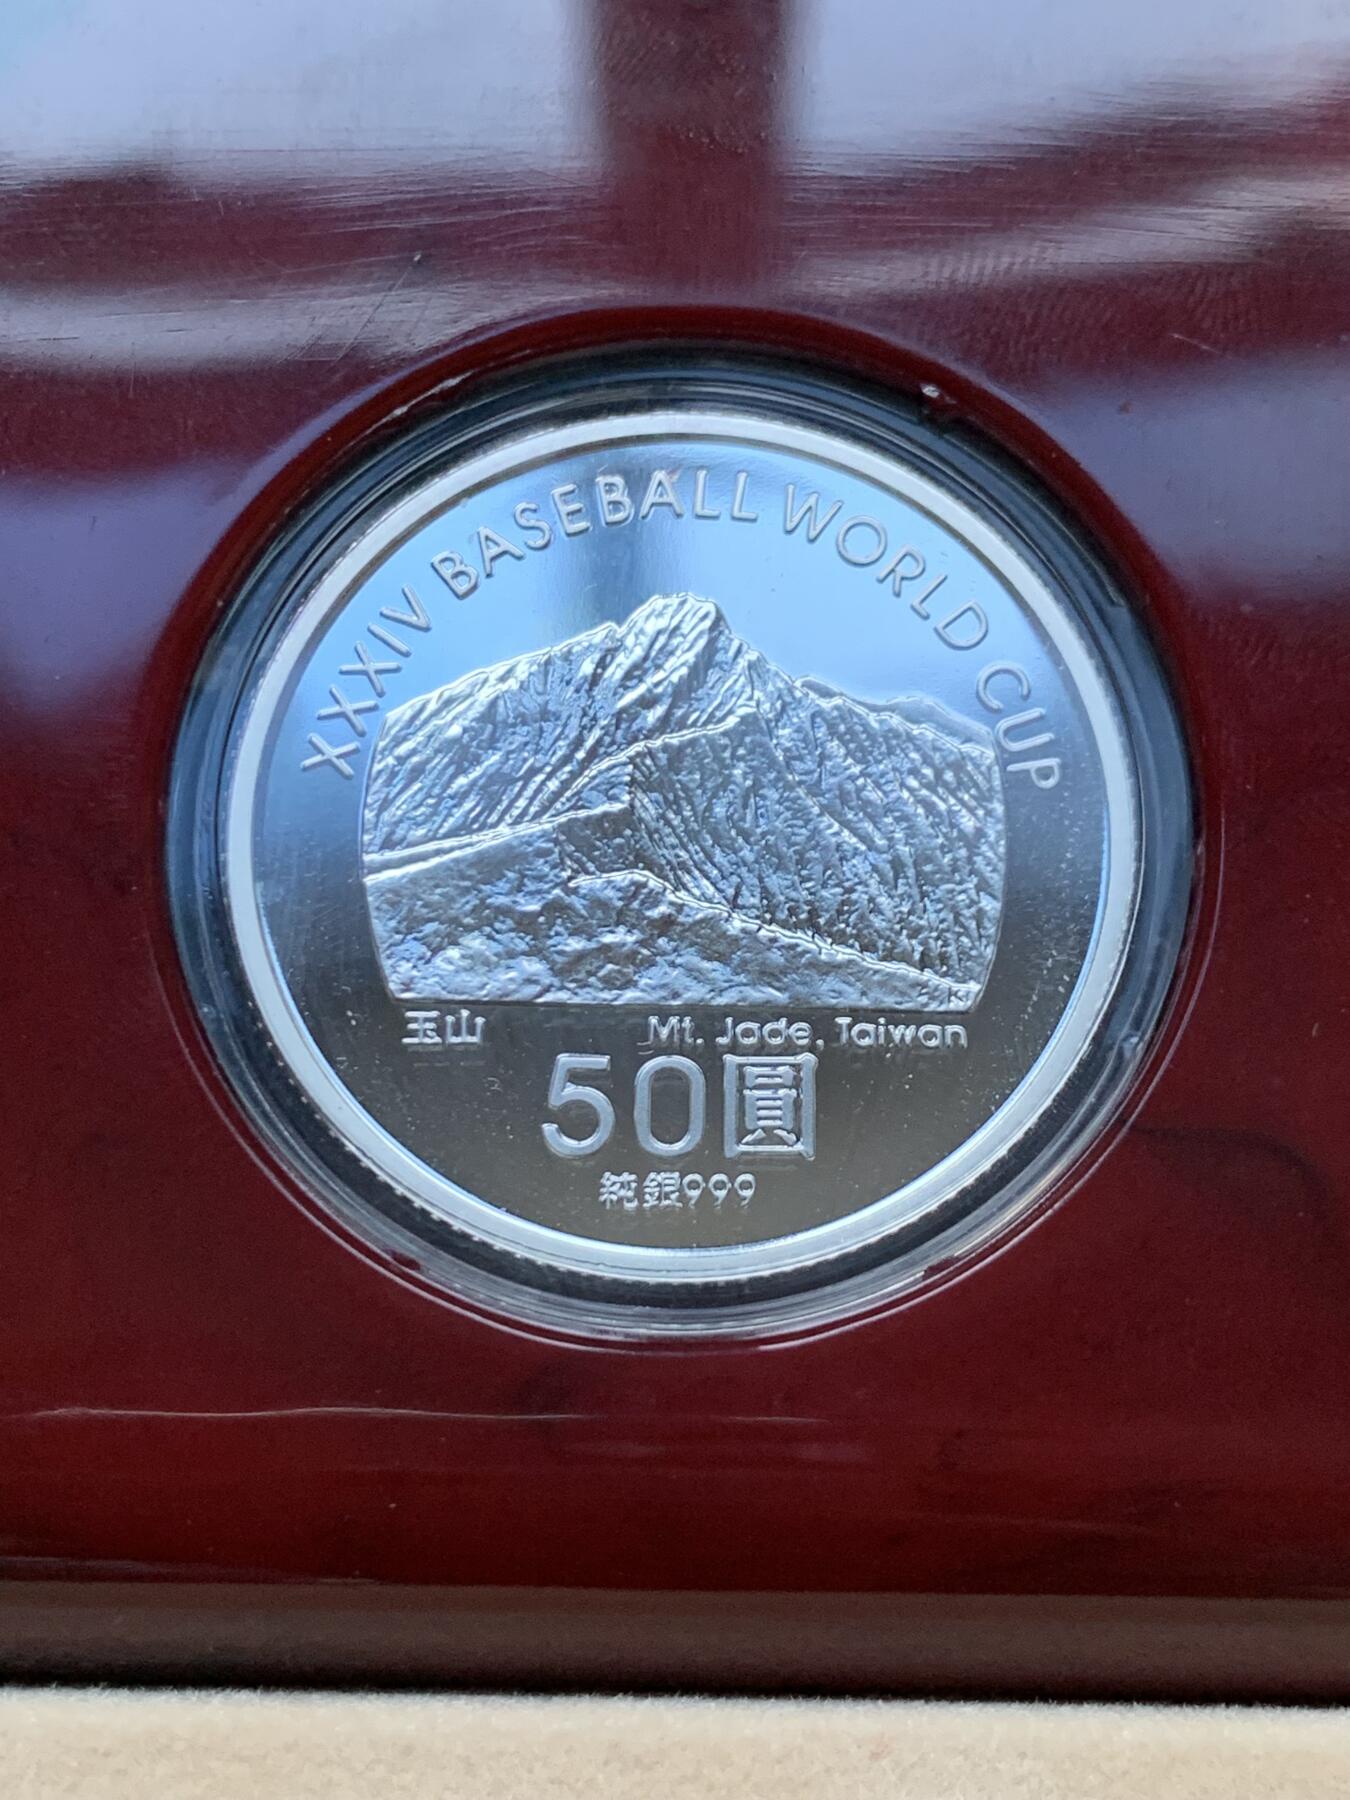 XXXIV BASEBALL WORLD CUP
玉山 Mt. Jade, Taiwan
50圓
純銀999